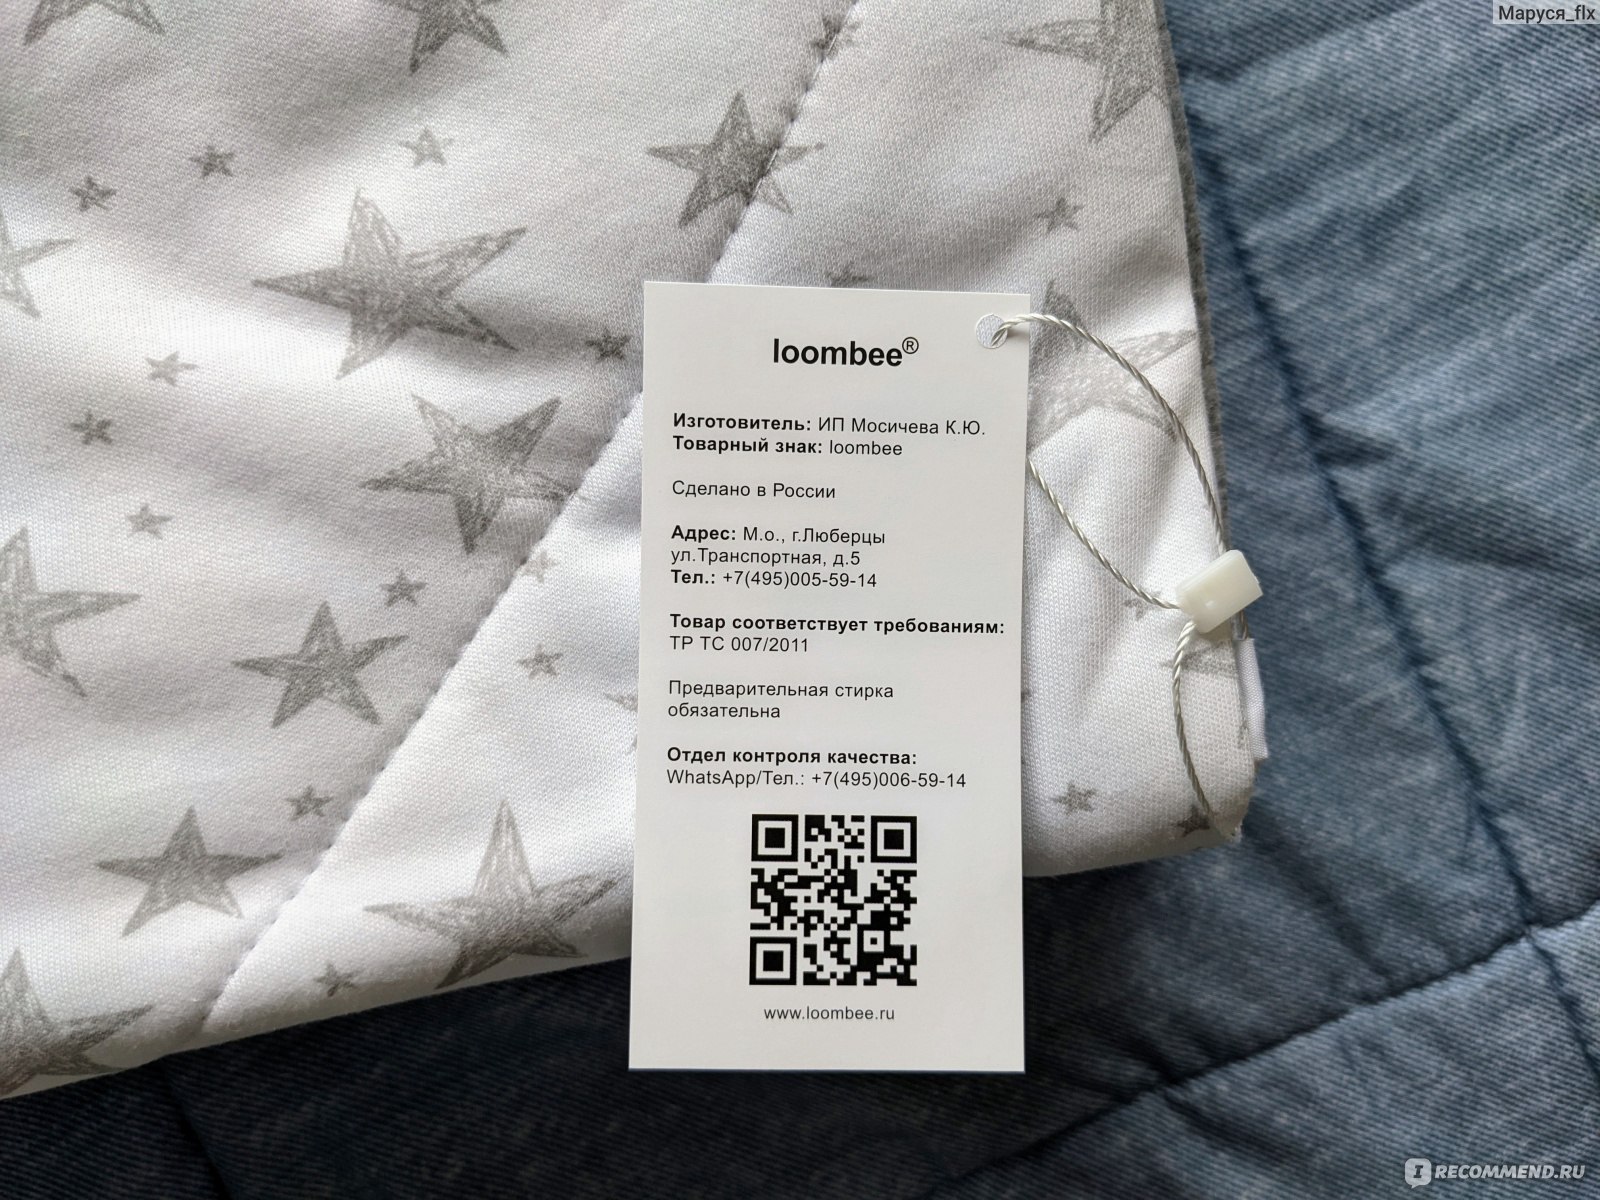 Маруся_flx
loombee®
Изготовитель: ИП Мосичева К.Ю.
Товарный знак: loombee
Сделано в России
Адрес: М.о., г.Люберцы
ул.Транспортная, д.5
Тел.: +7(495)005-59-14
Товар соответствует требованиям:
ТР ТС 007/2011
Предварительная стирка
обязательна
Отдел контроля качества:
WhatsApp/Тел.: +7(495)006-59-14
www.loombee.ru
IRECOMMEND.RU